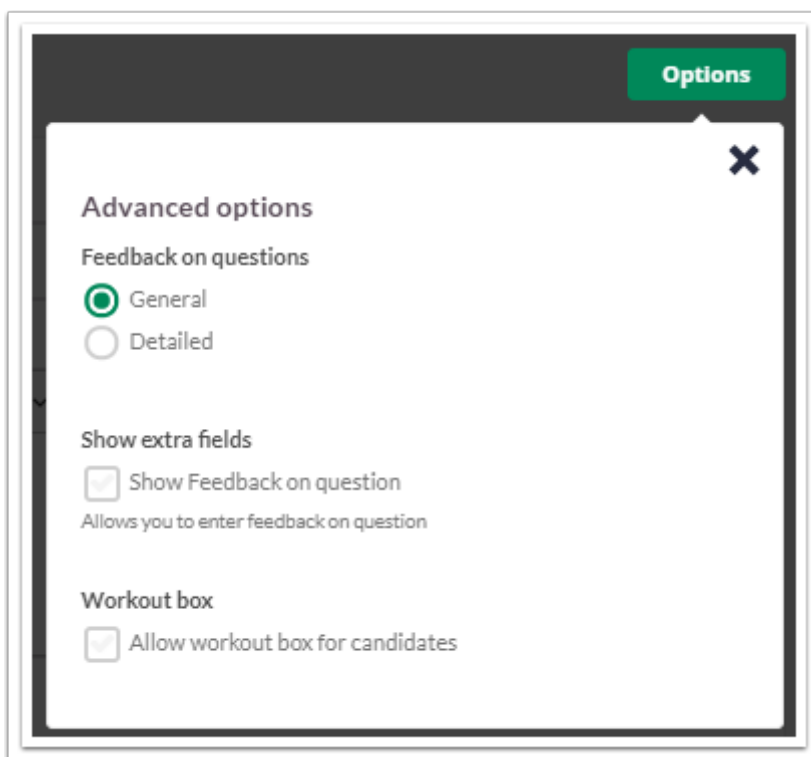 Options
Advanced options
Feedback on questions
General
Detailed
Show extra fields
Show Feedback on question
Allows you to enter feedback on question
Workout box
Allow workout box for candidates